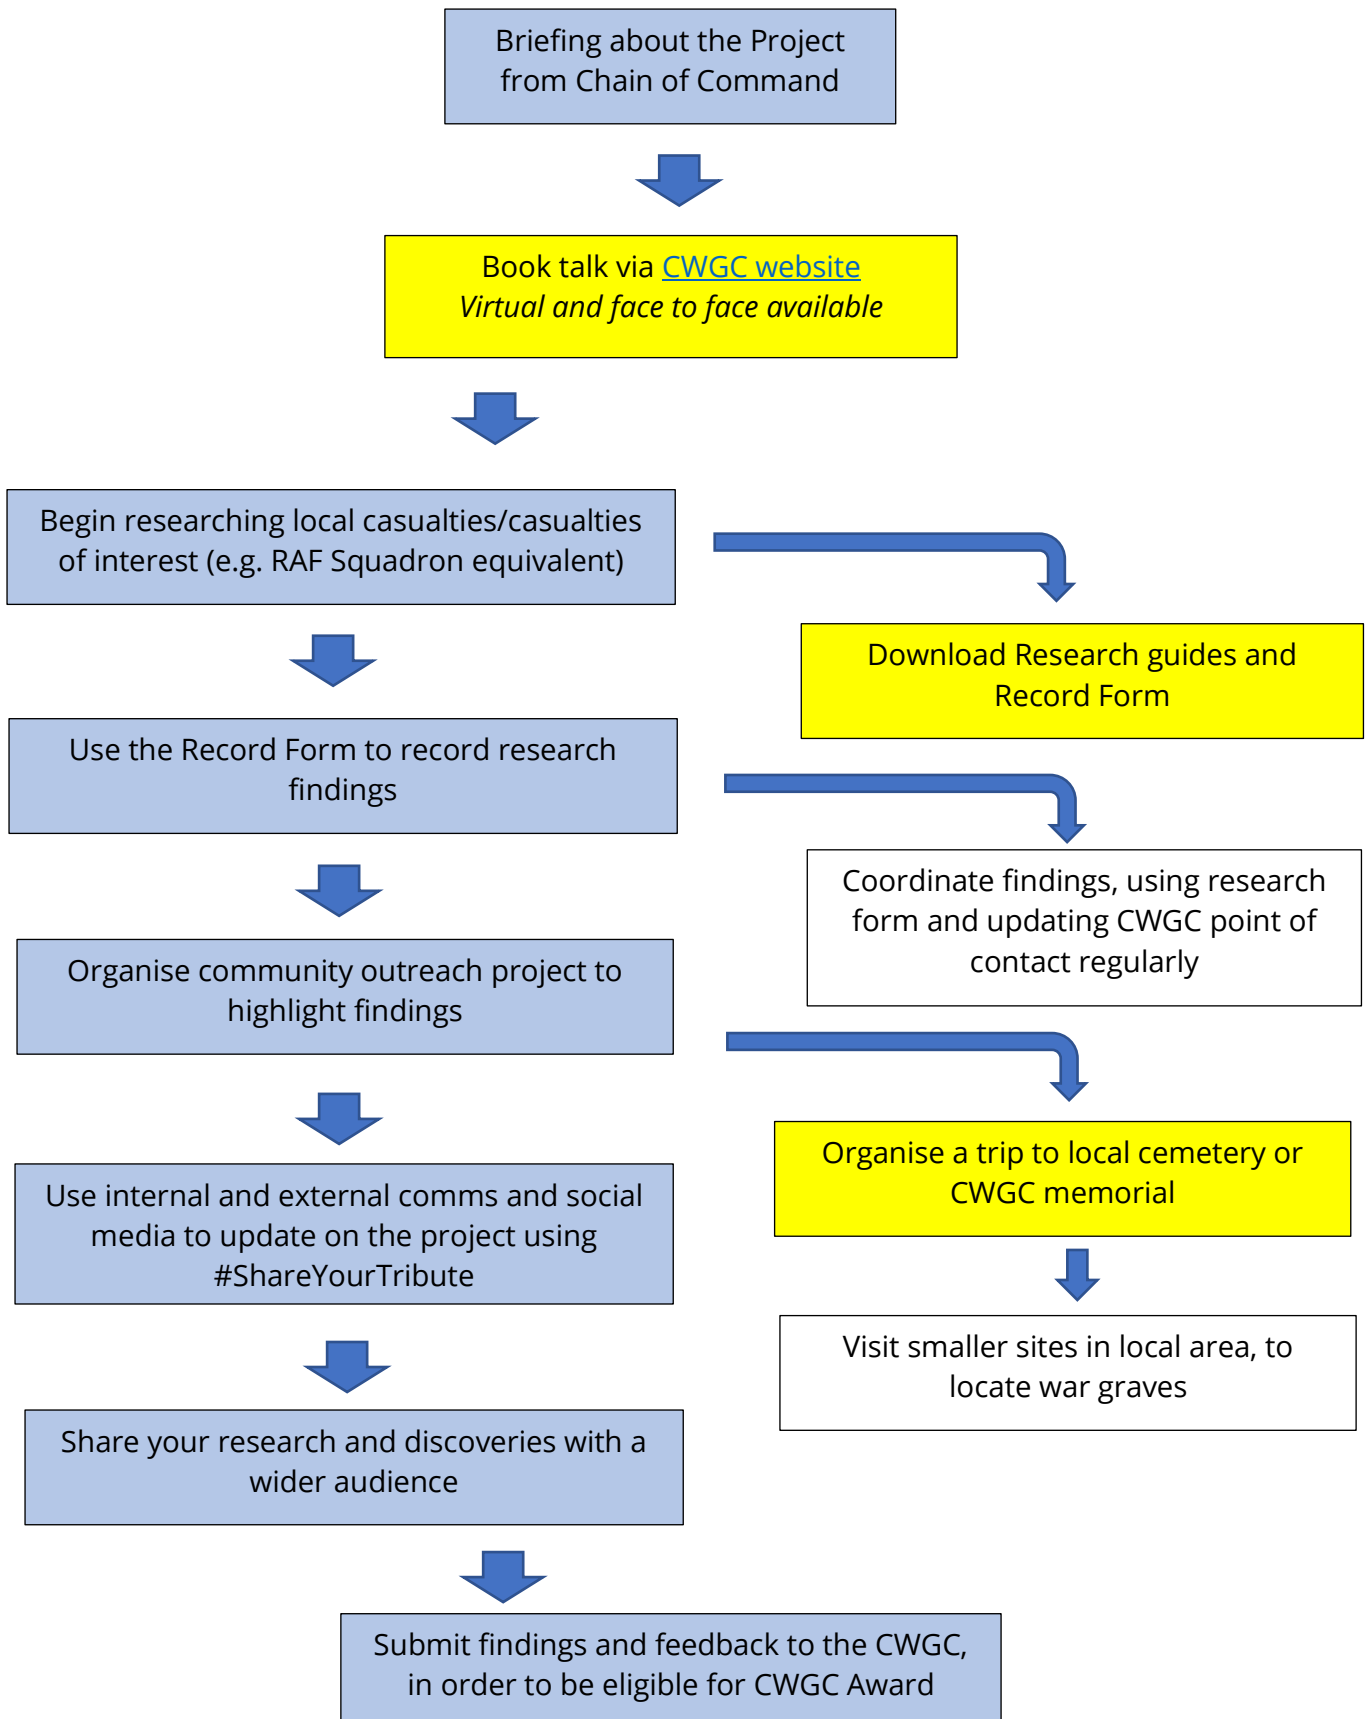 Briefing about the Project
from Chain of Command
Book talk via CWGC website
Virtual and face to face available
Begin researching local casualties/casualties
of interest (e.g. RAF Squadron equivalent)
Download Research guides and
Record Form
Use the Record Form to record research
findings
Coordinate findings, using research
form and updating CWGC point of
contact regularly
Organise community outreach project to
highlight findings
Organise a trip to local cemetery or
CWGC memorial
Use internal and external comms and social
media to update on the project using
#ShareYourTribute
Visit smaller sites in local area, to
locate war graves
Share your research and discoveries with a
wider audience
Submit findings and feedback to the CWGC,
in order to be eligible for CWGC Award